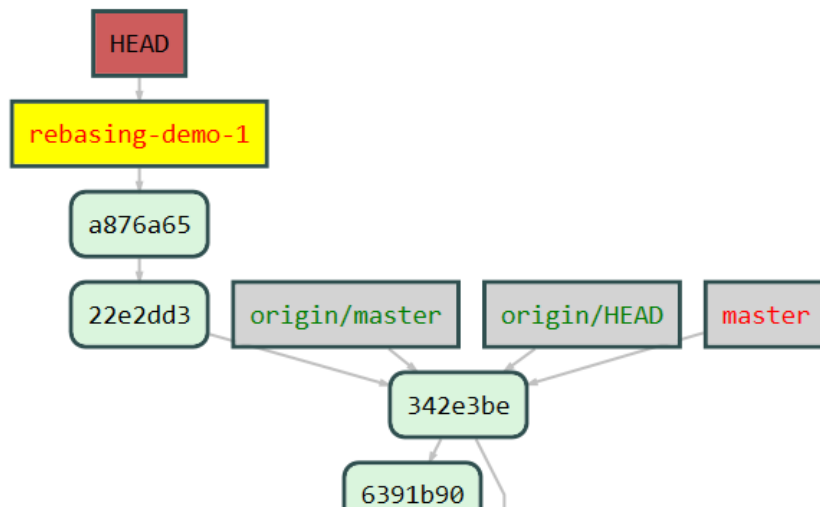 HEAD
rebasing-demo-1
a876a65
22e2dd3
origin/master
origin/HEAD
master
342e3be
6391b90